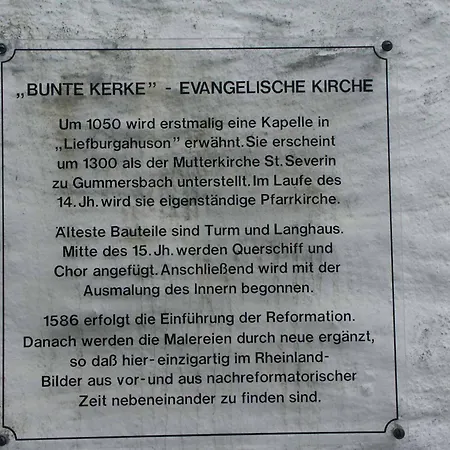 „BUNTE KERKE” - EVANGELISCHE KIRCHE
Um 1050 wird erstmalig eine Kapelle in
„Liefburgahuson” erwähnt. Sie erscheint
um 1300 als der Mutterkirche St. Severin
zu Gummersbach unterstellt. Im Laufe des
14. Jh. wird sie eigenständige Pfarrkirche.
Älteste Bauteile sind Turm und Langhaus.
Mitte des 15. Jh. werden Querschiff und
Chor angefügt. Anschließend wird mit der
Ausmalung des Innern begonnen.
1586 erfolgt die Einführung der Reformation.
Danach werden die Malereien durch neue ergänzt,
so daß hier-einzigartig im Rheinland-
Bilder aus vor-und aus nachreformatorischer
Zeit nebeneinander zu finden sind.